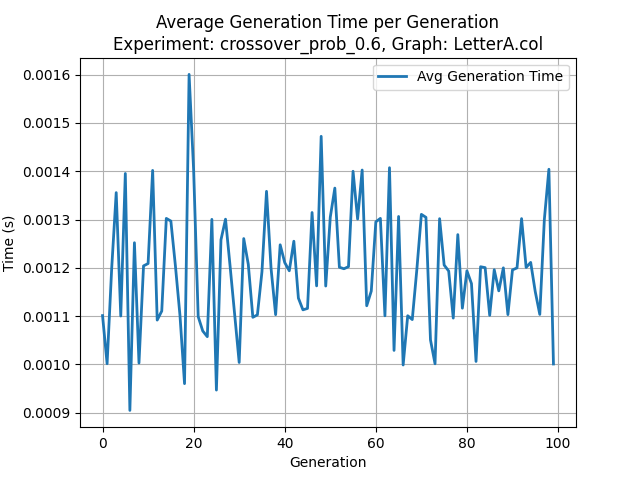 Average Generation Time per Generation
Experiment: crossover_prob_0.6, Graph: LetterA.col
Avg Generation Time
0.0016
0.0015
0.0014
0.0013
0.0012
0.0011
0.0010
0.0009
Time (s)
0 20 40 60 80 100
Generation